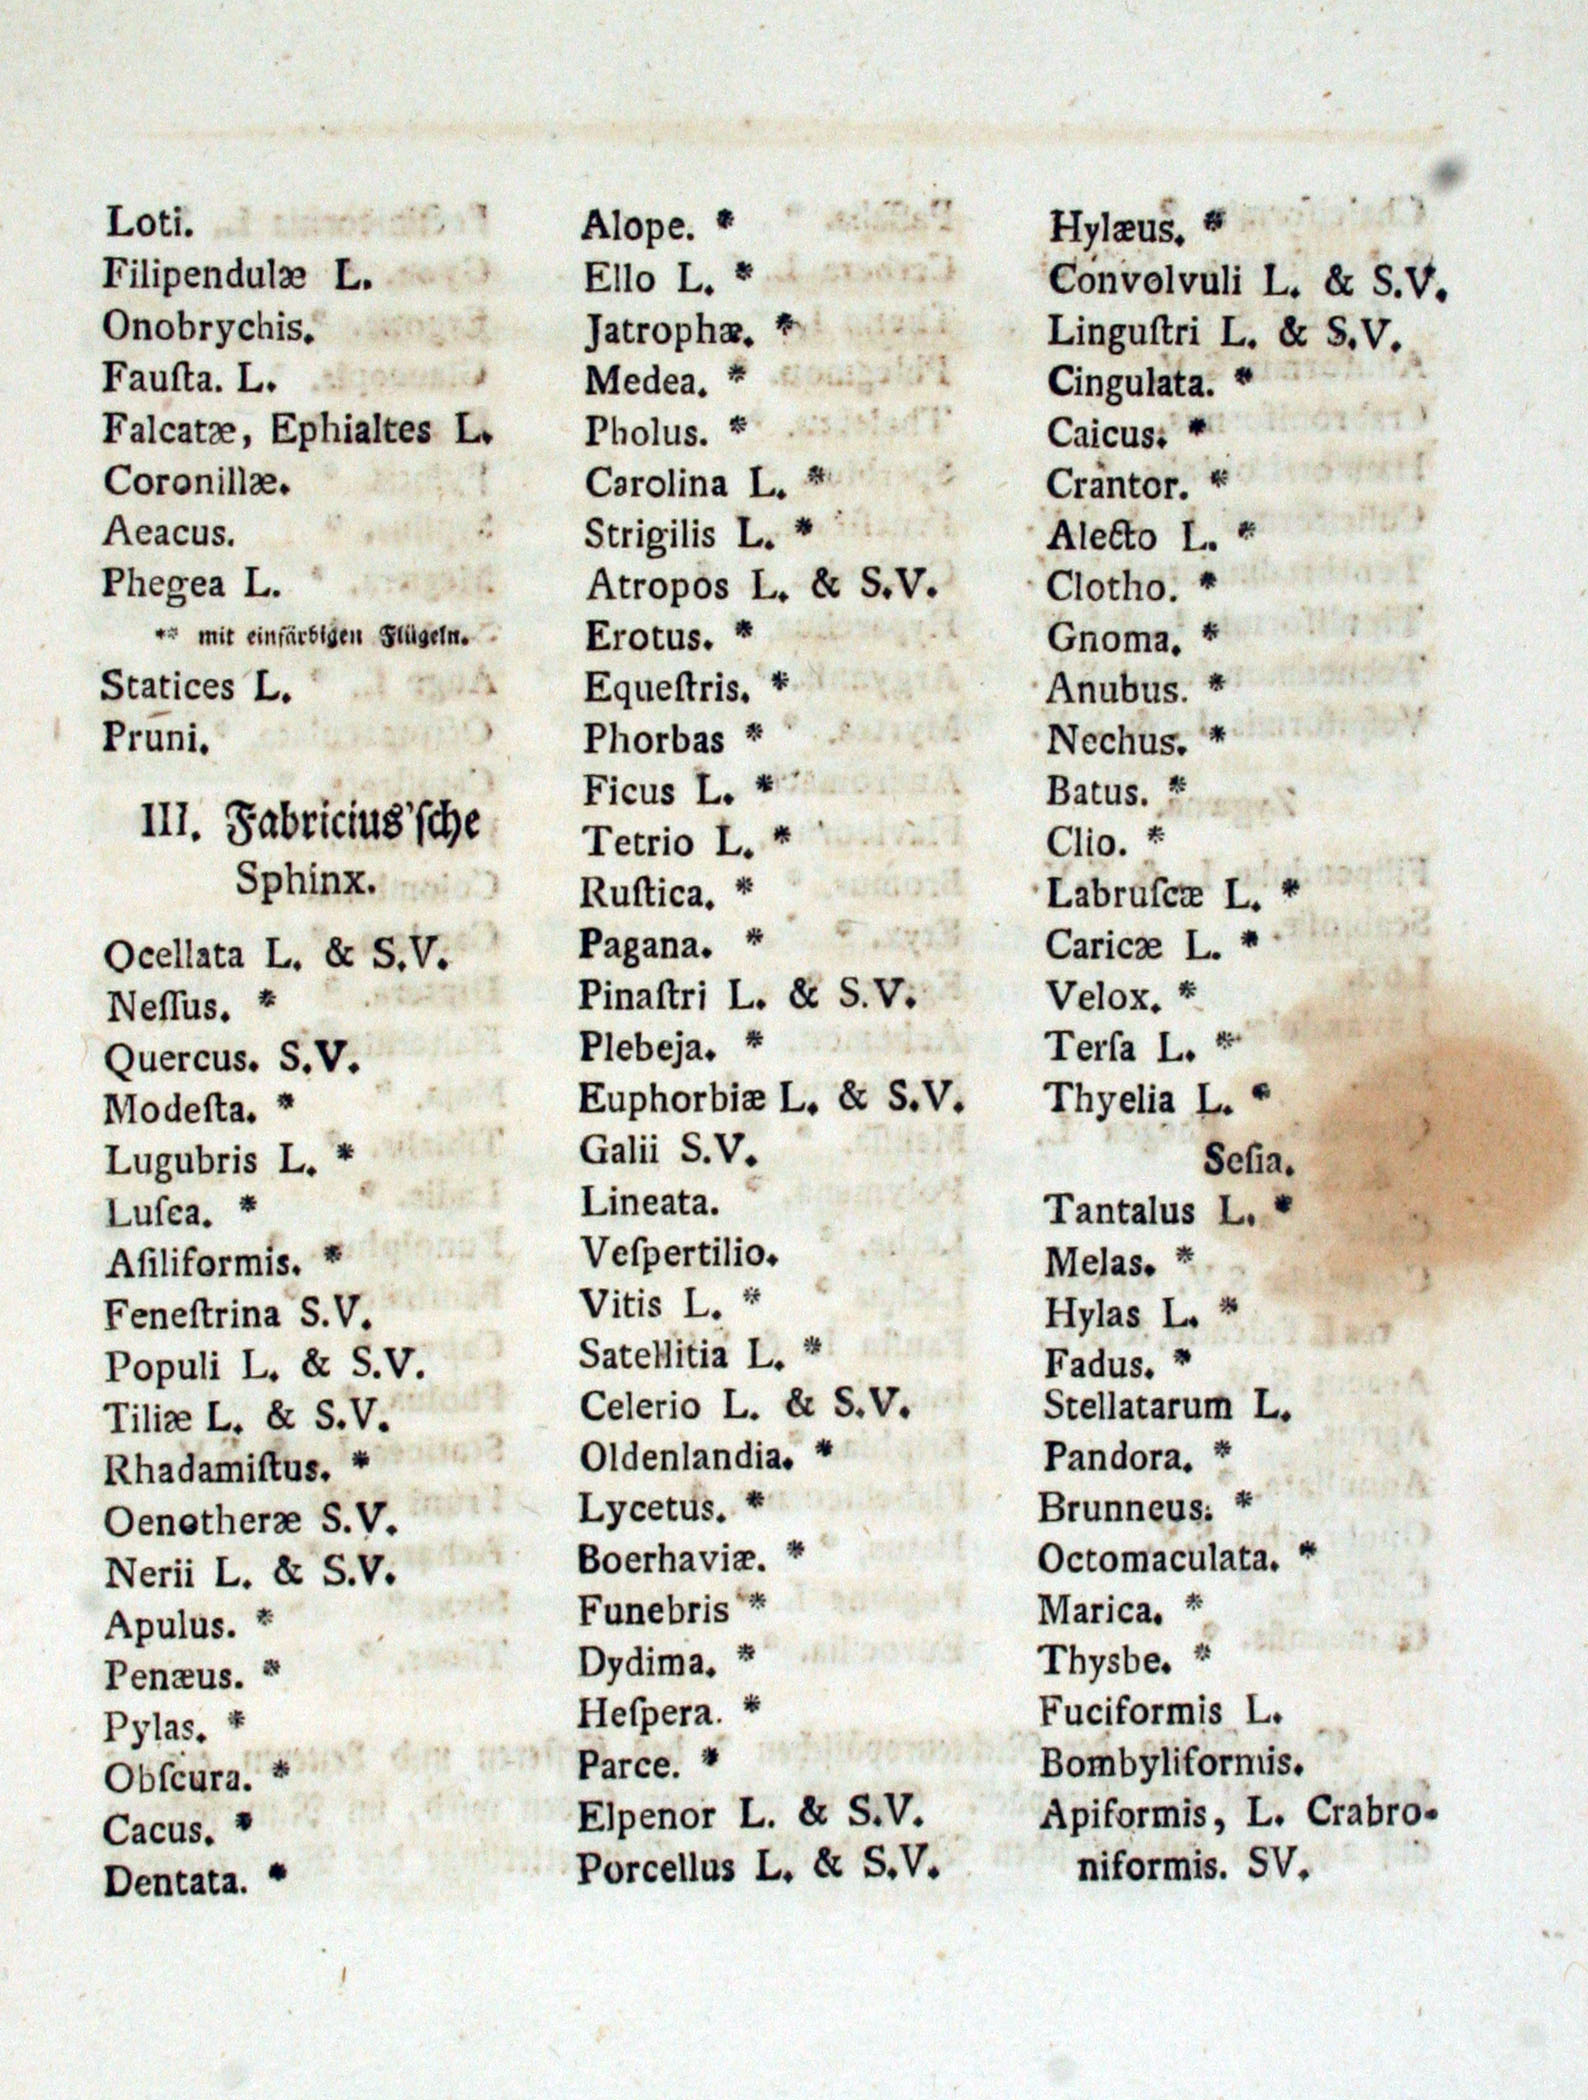 Loti.
Filipendulæ L.
Onobrychis.
Fauſta. L.
Falcatæ, Ephialtes L.
Coronillæ.
Aeacus.
Phegea L.
** mit einfärbigen Flügeln.
Statices L.
Pruni.
III. Fabricius'ſche
Sphinx.
Ocellata L. & S.V.
Neſſus. *
Quercus. S.V.
Modeſta. *
Lugubris L. *
Luſca. *
Aſiliformis. *
Feneſtrina S.V.
Populi L. & S.V.
Tiliæ L. & S.V.
Rhadamiſtus. *
Oenotheræ S.V.
Nerii L. & S.V.
Apulus. *
Penæus. *
Pylas. *
Obſcura. *
Cacus. *
Dentata. *
Alope. *
Ello L. *
Jatrophæ. *
Medea. *
Pholus. *
Carolina L. *
Strigilis L. *
Atropos L. & S.V.
Erotus. *
Equeſtris. *
Phorbas *
Ficus L. *
Tetrio L. *
Ruſtica. *
Pagana. *
Pinaſtri L. & S.V.
Plebeja. *
Euphorbiæ L. & S.V.
Galii S.V.
Lineata.
Veſpertilio.
Vitis L. *
Satellitia L. *
Celerio L. & S.V.
Oldenlandia. *
Lycetus. *
Boerhaviæ. *
Funebris *
Dydima. *
Heſpera. *
Parce. *
Elpenor L. & S.V.
Porcellus L. & S.V.
Hylæus. *
Convolvuli L. & S.V.
Linguſtri L. & S.V.
Cingulata. *
Caicus. *
Crantor. *
Alecto L. *
Clotho. *
Gnoma. *
Anubus. *
Nechus. *
Batus. *
Clio. *
Labruſcæ L. *
Caricæ L. *
Velox. *
Terſa L. *
Thyelia L. *
Seſia.
Tantalus L. *
Melas. *
Hylas L. *
Fadus. *
Stellatarum L.
Pandora. *
Brunneus. *
Octomaculata. *
Marica. *
Thysbe. *
Fuciformis L.
Bombyliformis.
Apiformis, L. Crabro-
niformis. SV.